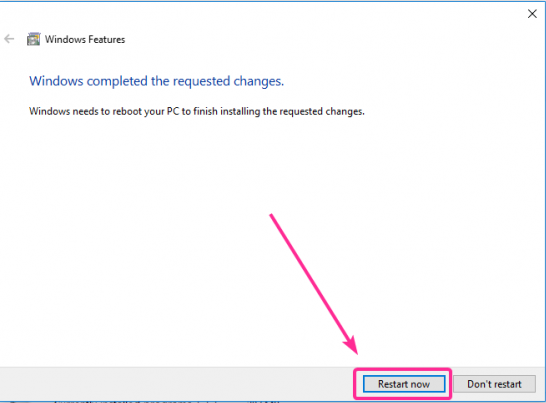 Windows Features
Windows completed the requested changes.
Windows needs to reboot your PC to finish installing the requested changes.
Restart now
Don't restart